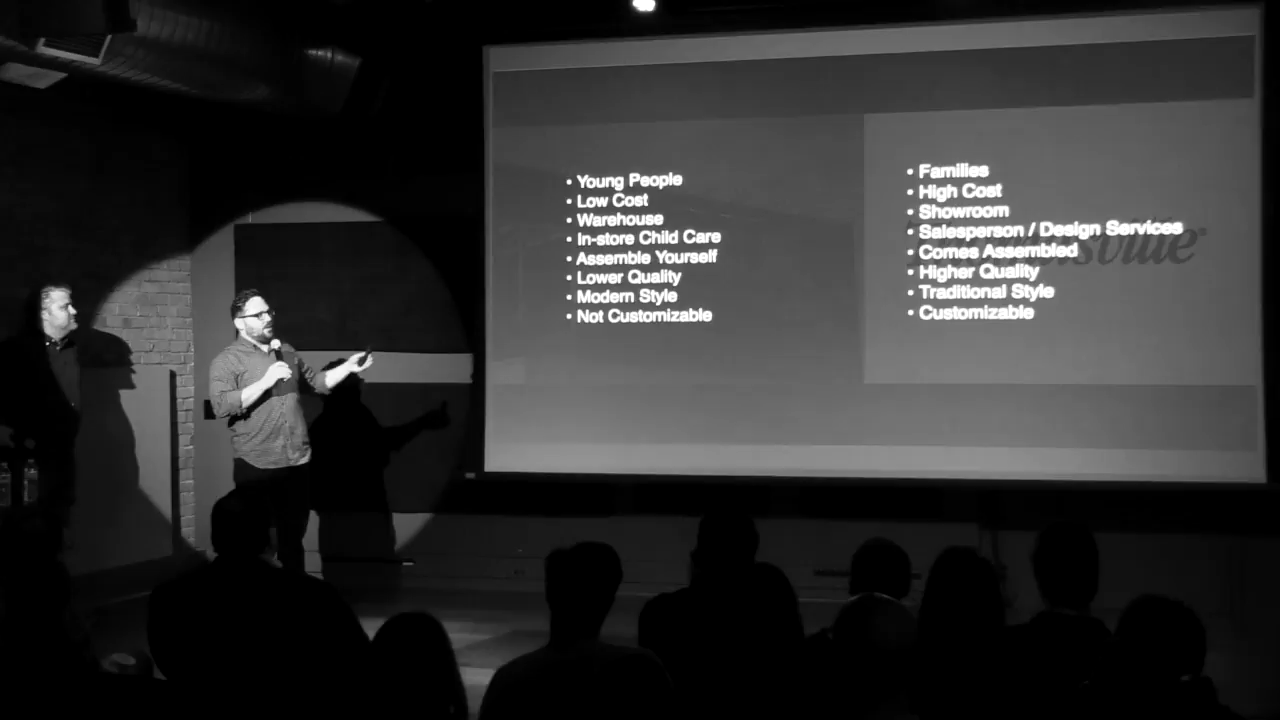 • Young People
• Low Cost
• Warehouse
• In-store Child Care
• Assemble Yourself
• Lower Quality
• Modern Style
• Not Customizable
• Families
• High Cost
• Showroom
• Salesperson / Design Services
• Comes Assembled
• Higher Quality
• Traditional Style
• Customizable